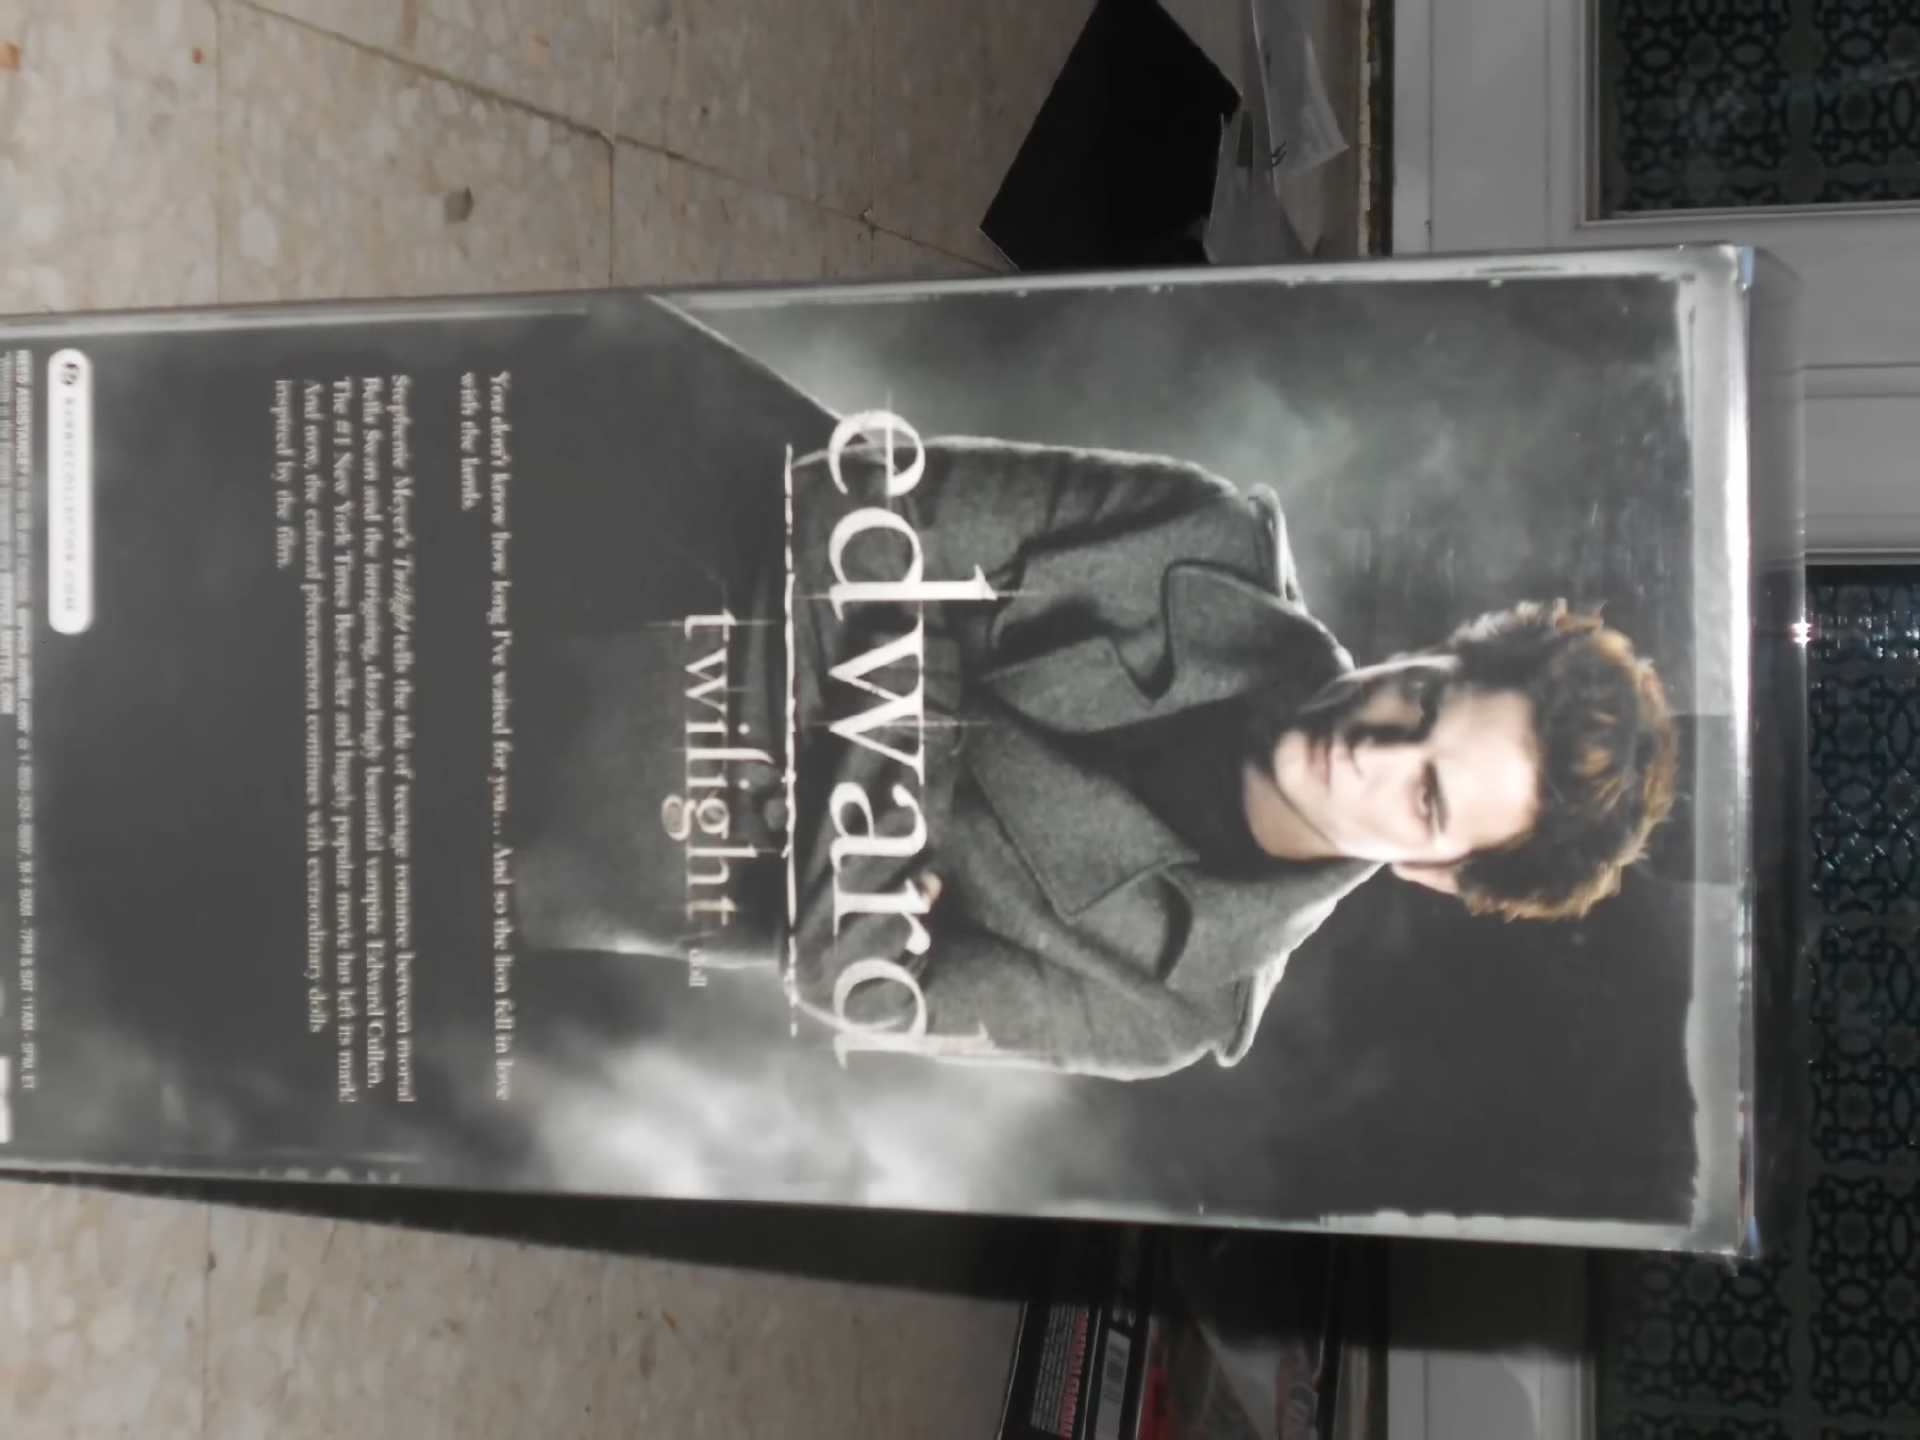 edward
twilight
doll
You don't know how long I've waited for you... And so the lion fell in love
with the lamb.
Stephenie Meyer's Twilight tells the tale of teenage romance between mortal
Bella Swan and the intriguing, dazzlingly beautiful vampire Edward Cullen.
The #1 New York Times Best-seller and hugely popular movie has left its mark!
And now, the cultural phenomenon continues with extraordinary dolls
inspired by the film.
BARBIECOLLECTOR.COM